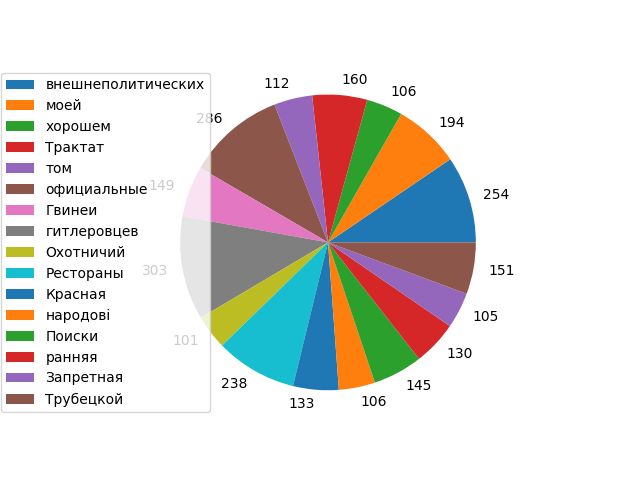 внешнеполитических
моей
хорошем
Трактат
том
официальные
Гвинеи
гитлеровцев
Охотничий
Рестораны
Красная
народові
Поиски
ранняя
Запретная
Трубецкой
254
194
106
160
112
286
149
303
101
238
133
106
145
130
105
151